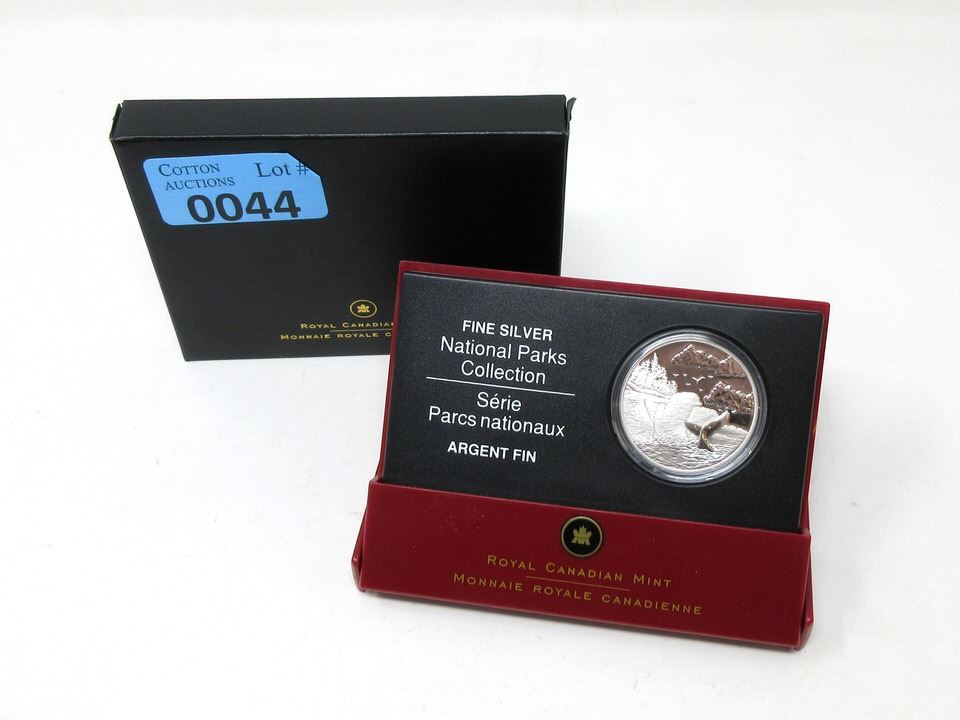 COTTON AUCTIONS Lot #
0044
ROYAL CANADIAN
MONNAIE ROYALE C
FINE SILVER
National Parks
Collection
Série
Parcs nationaux
ARGENT FIN
ROYAL CANADIAN MINT
MONNAIE ROYALE CANADIENNE